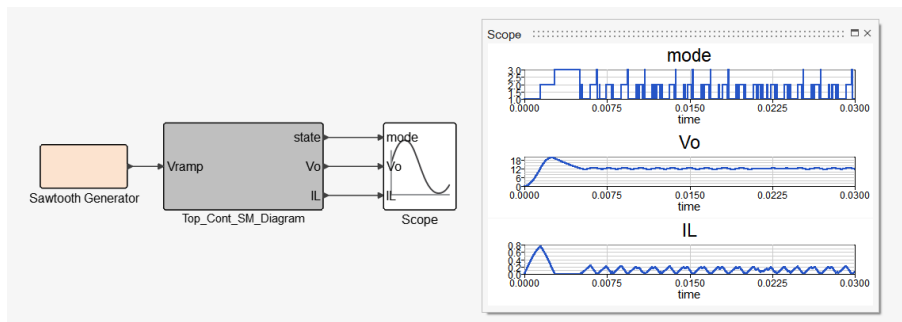 Sawtooth Generator
Vramp
state
Vo
IL
Top_Cont_SM_Diagram
mode
Vo
IL
Scope
Scope
mode
3.0
2.5
2.0
1.5
1.0
0.0000 0.0075 0.0150 0.0225 0.0300
time
Vo
18
12
6
0
0.0000 0.0075 0.0150 0.0225 0.0300
time
IL
0.8
0.6
0.4
0.2
0.0
0.0000 0.0075 0.0150 0.0225 0.0300
time